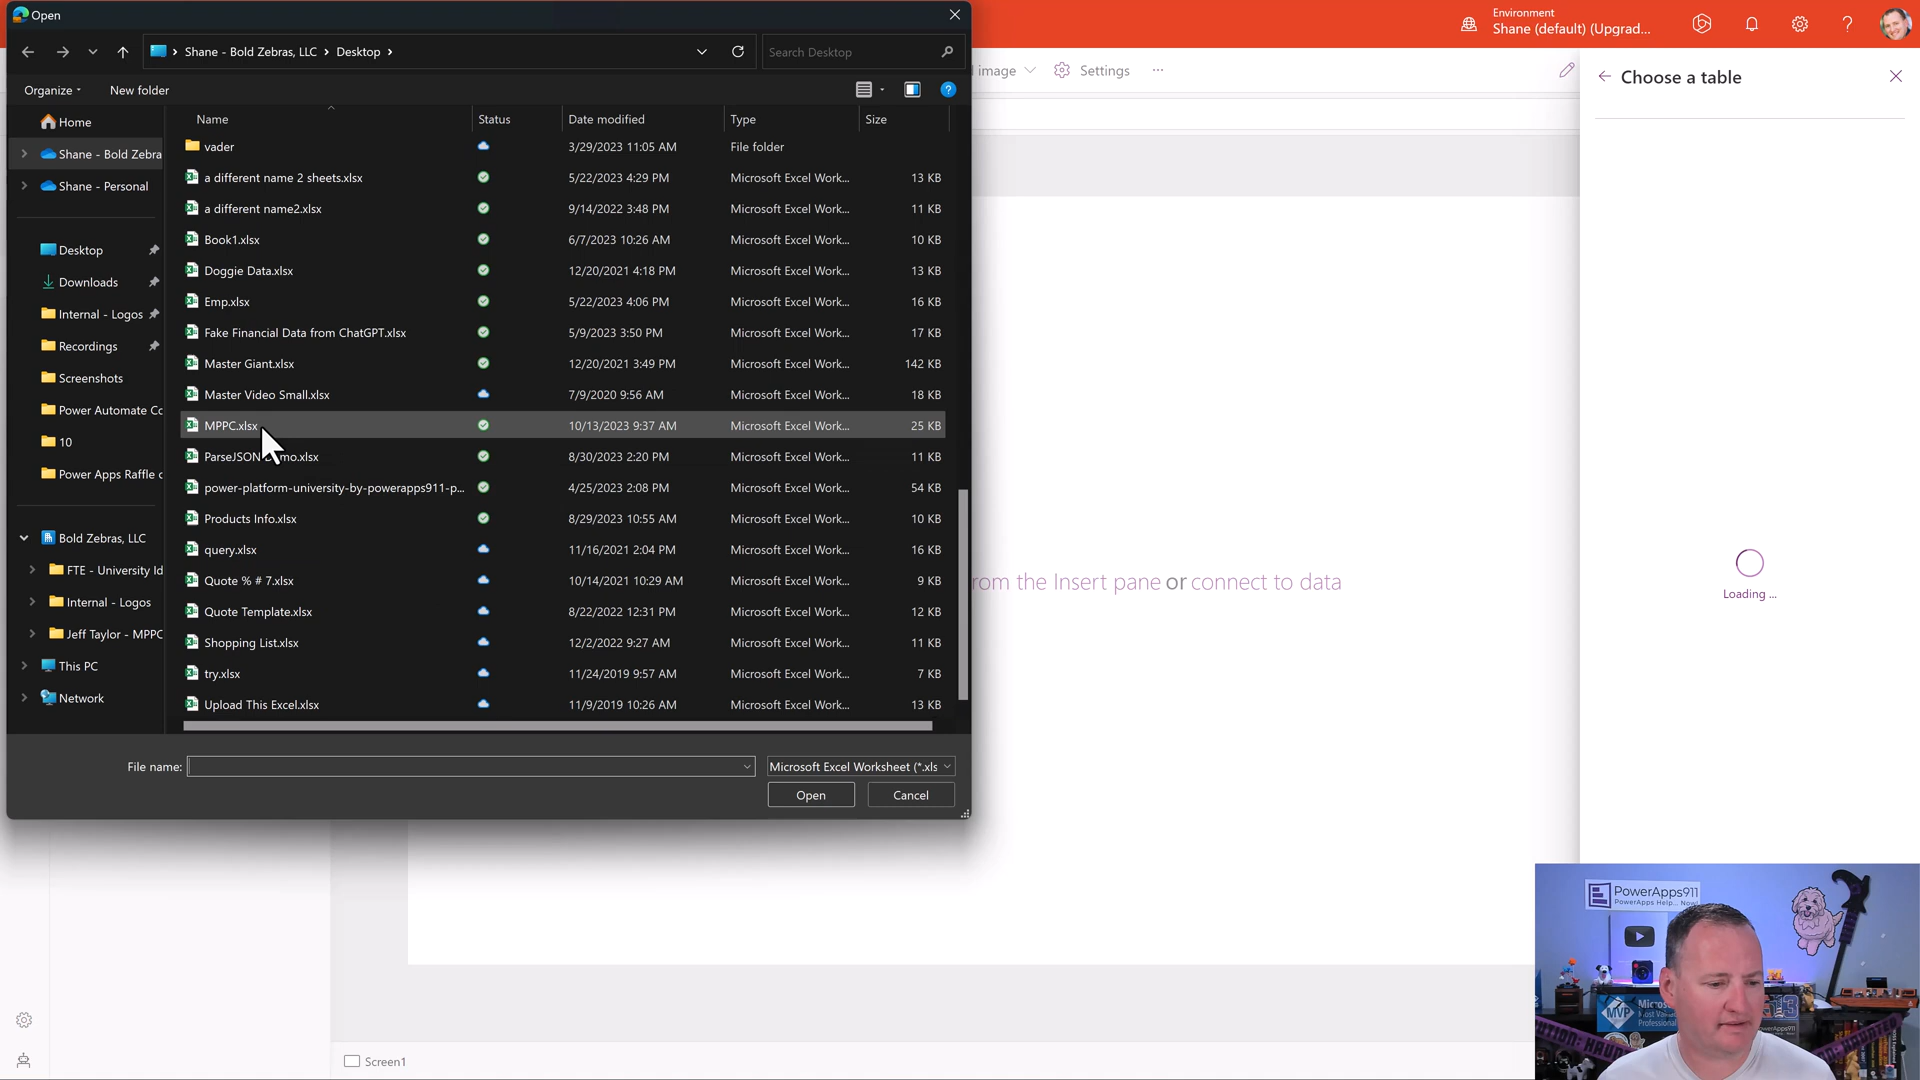 Open
Shane - Bold Zebras, LLC > Desktop >
Search Desktop
Organize
New folder
Name Status Date modified Type Size
Home
Shane - Bold Zebra
Shane - Personal
Desktop
Downloads
Internal - Logos
Recordings
Screenshots
Power Automate Co
10
Power Apps Raffle c
Bold Zebras, LLC
FTE - University Id
Internal - Logos
Jeff Taylor - MPPC
This PC
Network
vader 3/29/2023 11:05 AM File folder
a different name 2 sheets.xlsx 5/22/2023 4:29 PM Microsoft Excel Work... 13 KB
a different name2.xlsx 9/14/2022 3:48 PM Microsoft Excel Work... 11 KB
Book1.xlsx 6/7/2023 10:26 AM Microsoft Excel Work... 10 KB
Doggie Data.xlsx 12/20/2021 4:18 PM Microsoft Excel Work... 13 KB
Emp.xlsx 5/22/2023 4:06 PM Microsoft Excel Work... 16 KB
Fake Financial Data from ChatGPT.xlsx 5/9/2023 3:50 PM Microsoft Excel Work... 17 KB
Master Giant.xlsx 12/20/2021 3:49 PM Microsoft Excel Work... 142 KB
Master Video Small.xlsx 7/9/2020 9:56 AM Microsoft Excel Work... 18 KB
MPPC.xlsx 10/13/2023 9:37 AM Microsoft Excel Work... 25 KB
ParseJSON mo.xlsx 8/30/2023 2:20 PM Microsoft Excel Work... 11 KB
power-platform-university-by-powerapps911-p... 4/25/2023 2:08 PM Microsoft Excel Work... 54 KB
Products Info.xlsx 8/29/2023 10:55 AM Microsoft Excel Work... 10 KB
query.xlsx 11/16/2021 2:04 PM Microsoft Excel Work... 16 KB
Quote % # 7.xlsx 10/14/2021 10:29 AM Microsoft Excel Work... 9 KB
Quote Template.xlsx 8/22/2022 12:31 PM Microsoft Excel Work... 12 KB
Shopping List.xlsx 12/2/2022 9:27 AM Microsoft Excel Work... 11 KB
try.xlsx 11/24/2019 9:57 AM Microsoft Excel Work... 7 KB
Upload This Excel.xlsx 11/9/2019 10:26 AM Microsoft Excel Work... 13 KB
File name:
Microsoft Excel Worksheet (*.xls
Open
Cancel
Environment
Shane (default) (Upgrad...
image
Settings
...
Choose a table
Loading ...
rom the Insert pane or connect to data
Screen1
PowerApps911
PowerApps Help... Now!
MVP
Most Val
Professional